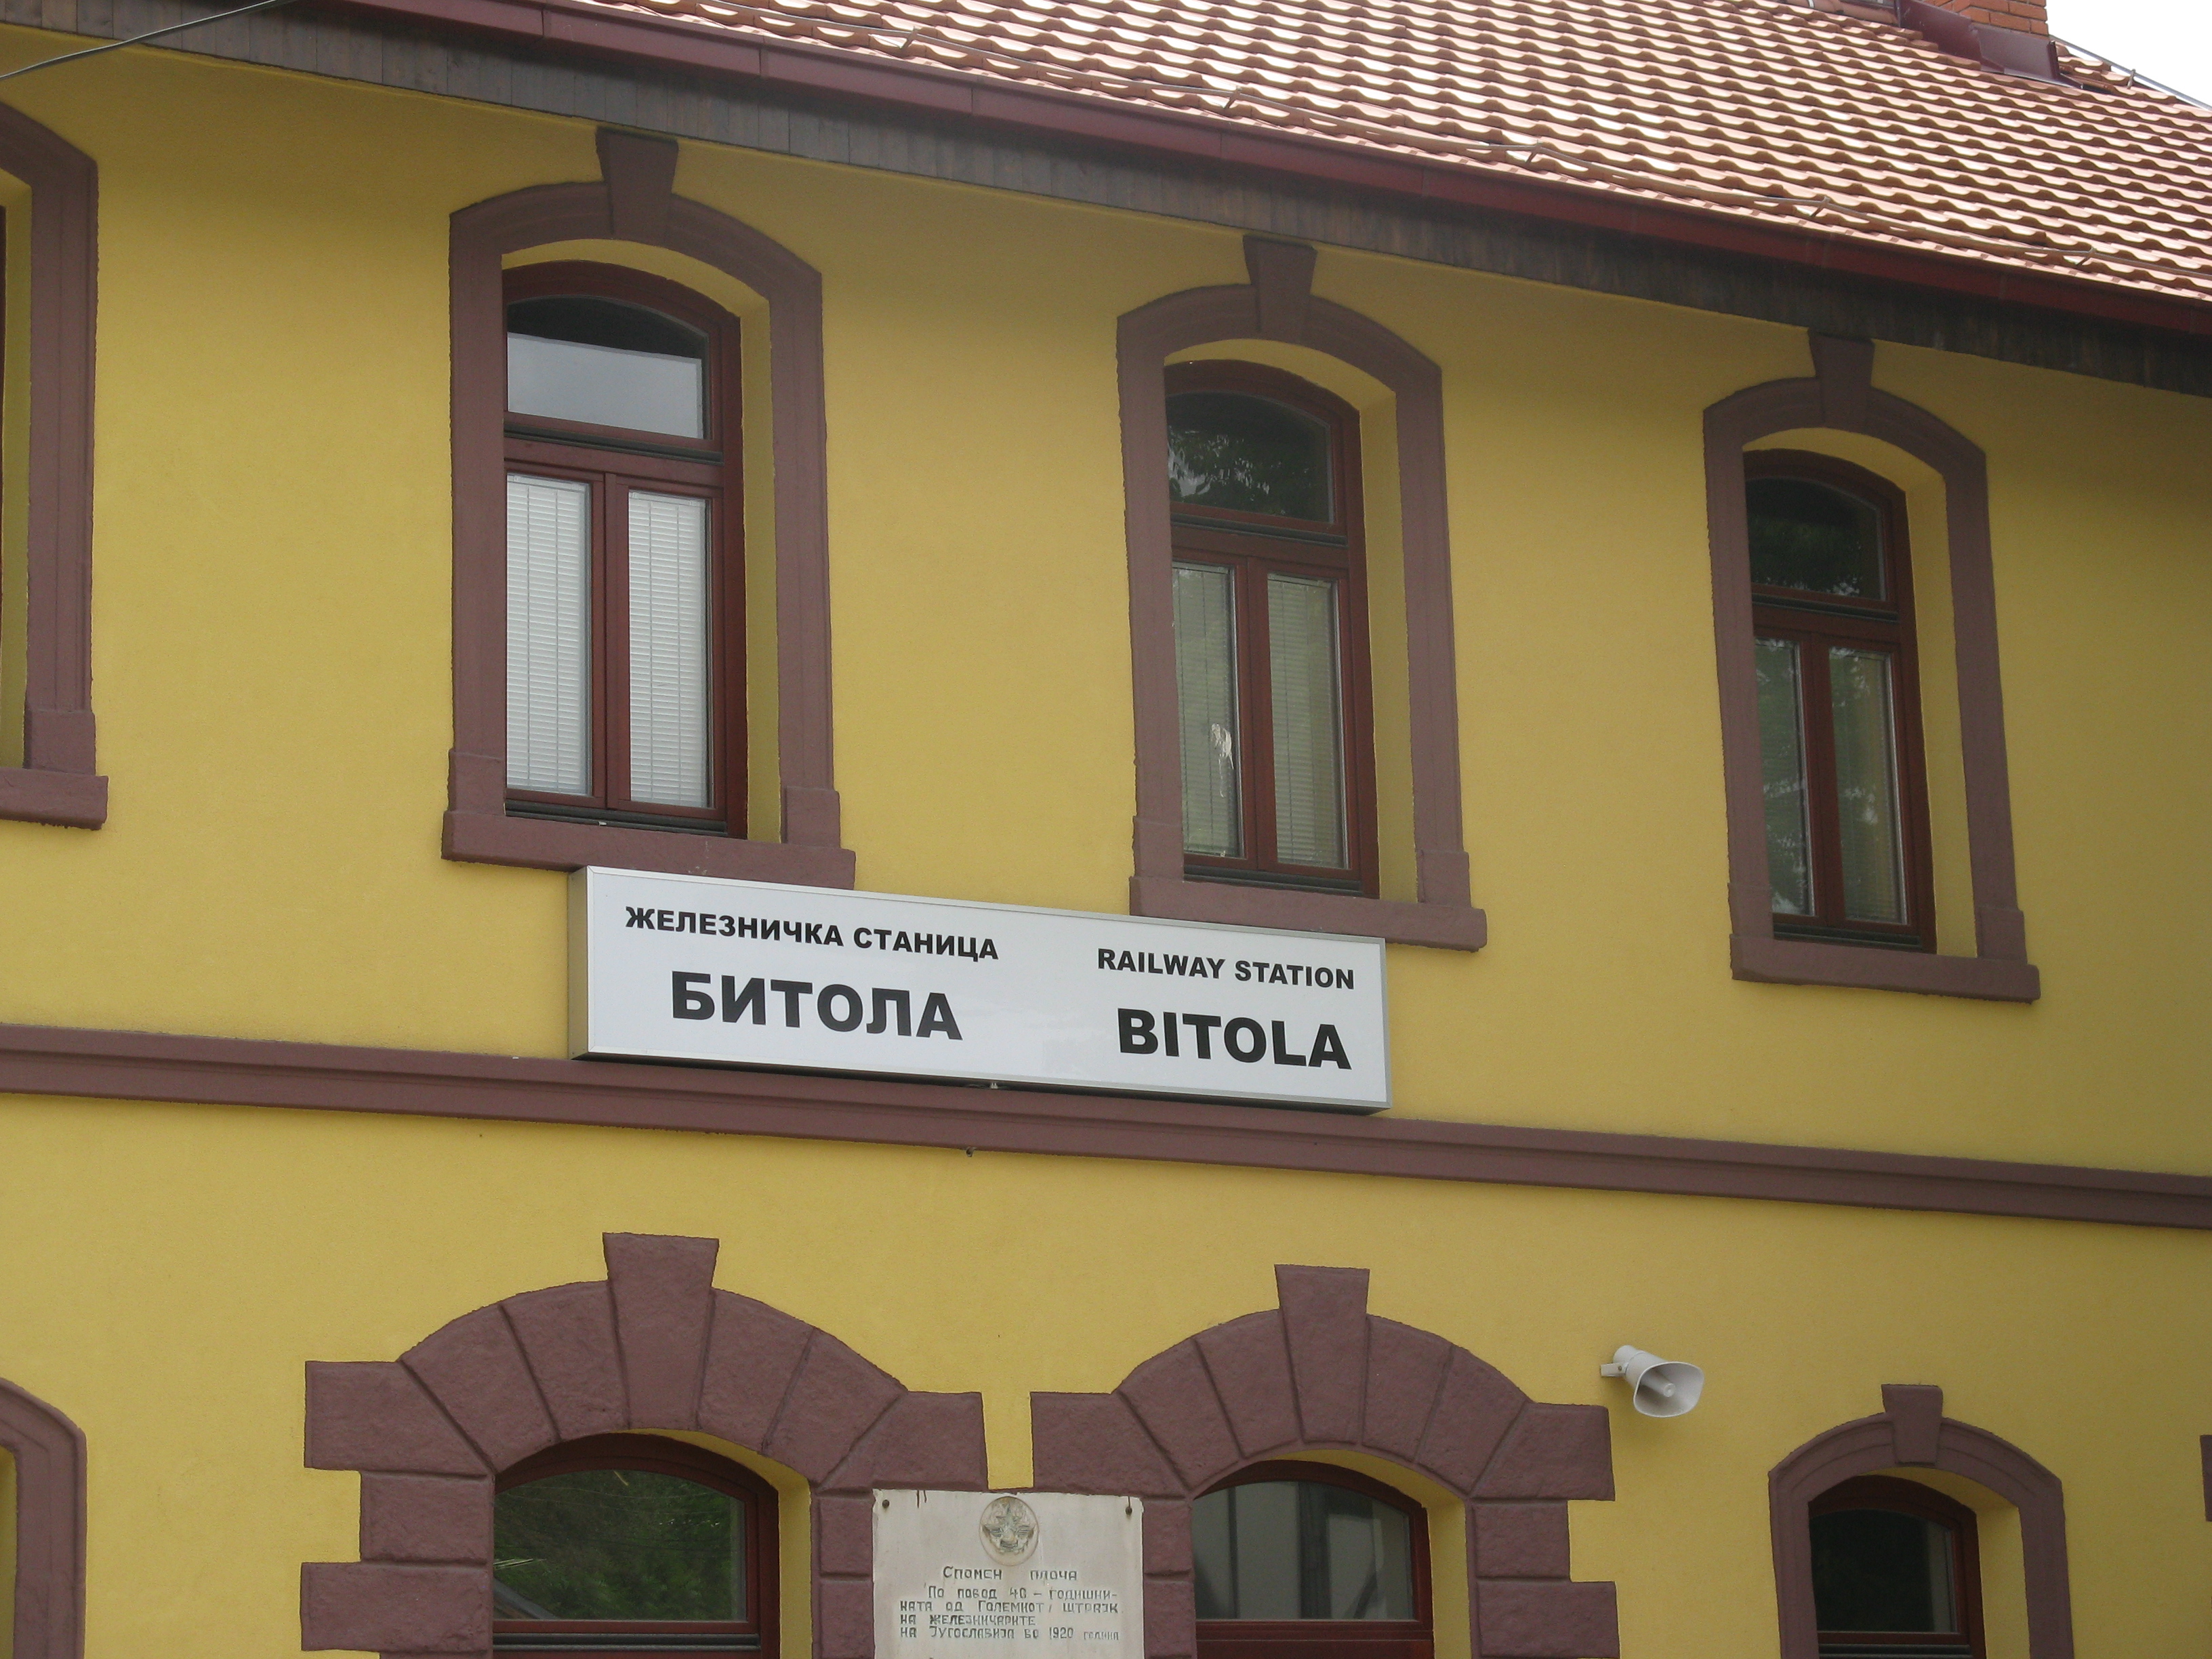 ЖЕЛЕЗНИЧКА СТАНИЦА
БИТОЛА
RAILWAY STATION
BITOLA
Спомен плоча
По повод 40 - годишни-
ната од Големиот штрајк
на железничарите
на Југославија во 1920 година